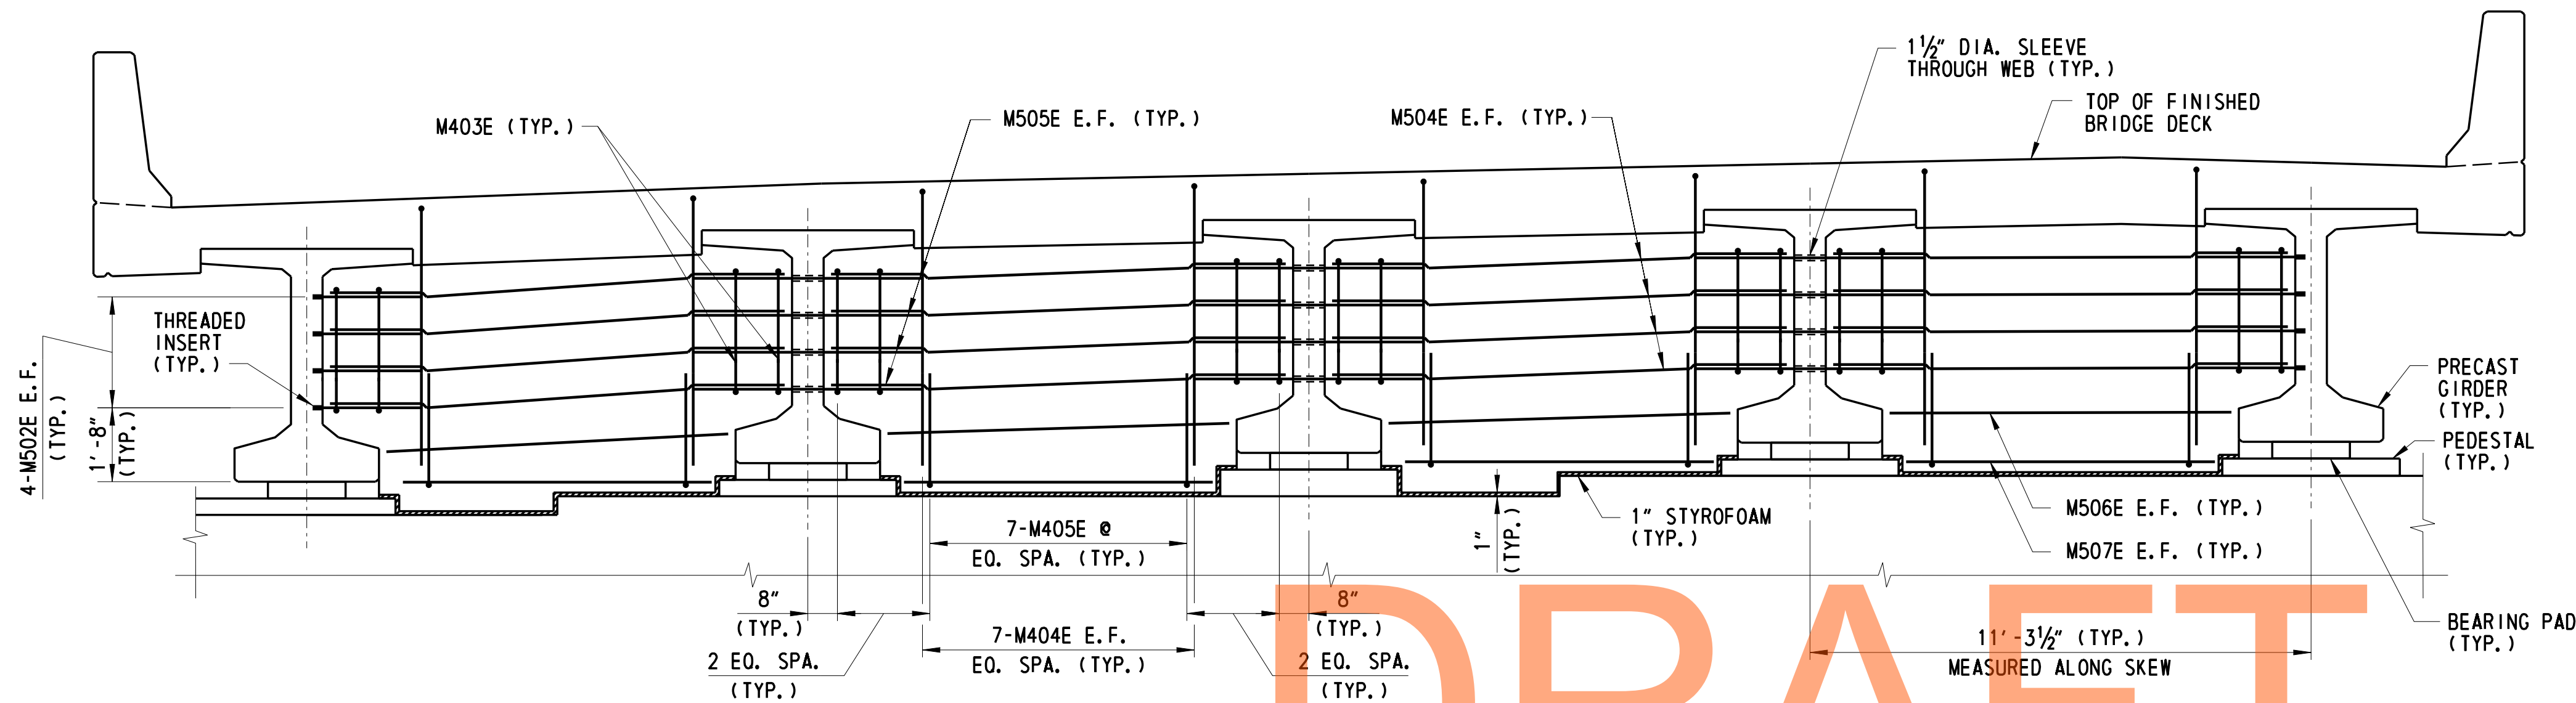 1½" DIA. SLEEVE
THROUGH WEB (TYP.)
TOP OF FINISHED
BRIDGE DECK
M403E (TYP.)
M505E E.F. (TYP.)
M504E E.F. (TYP.)
THREADED
INSERT
(TYP.)
4-M502E E.F.
(TYP.)
1'-8"
(TYP.)
PRECAST
GIRDER
(TYP.)
PEDESTAL
(TYP.)
M506E E.F. (TYP.)
M507E E.F. (TYP.)
1" STYROFOAM
(TYP.)
1"
(TYP.)
7-M405E @
EQ. SPA. (TYP.)
8"
(TYP.)
2 EQ. SPA.
(TYP.)
7-M404E E.F.
EQ. SPA. (TYP.)
8"
(TYP.)
2 EQ. SPA.
(TYP.)
11'-3½" (TYP.)
MEASURED ALONG SKEW
BEARING PAD
(TYP.)
DRAFT